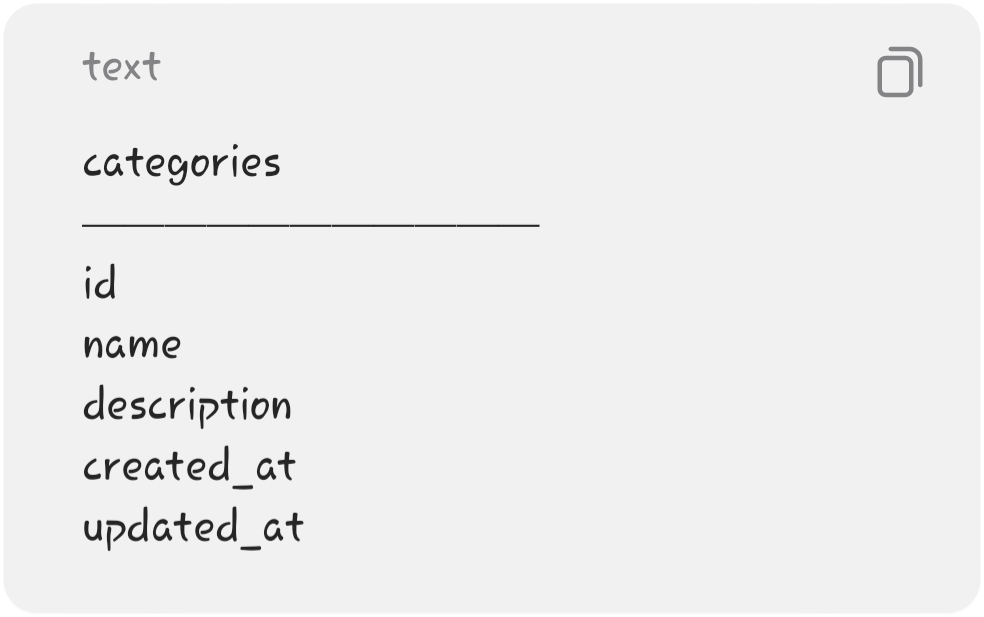 text
categories
───────────
id
name
description
created_at
updated_at